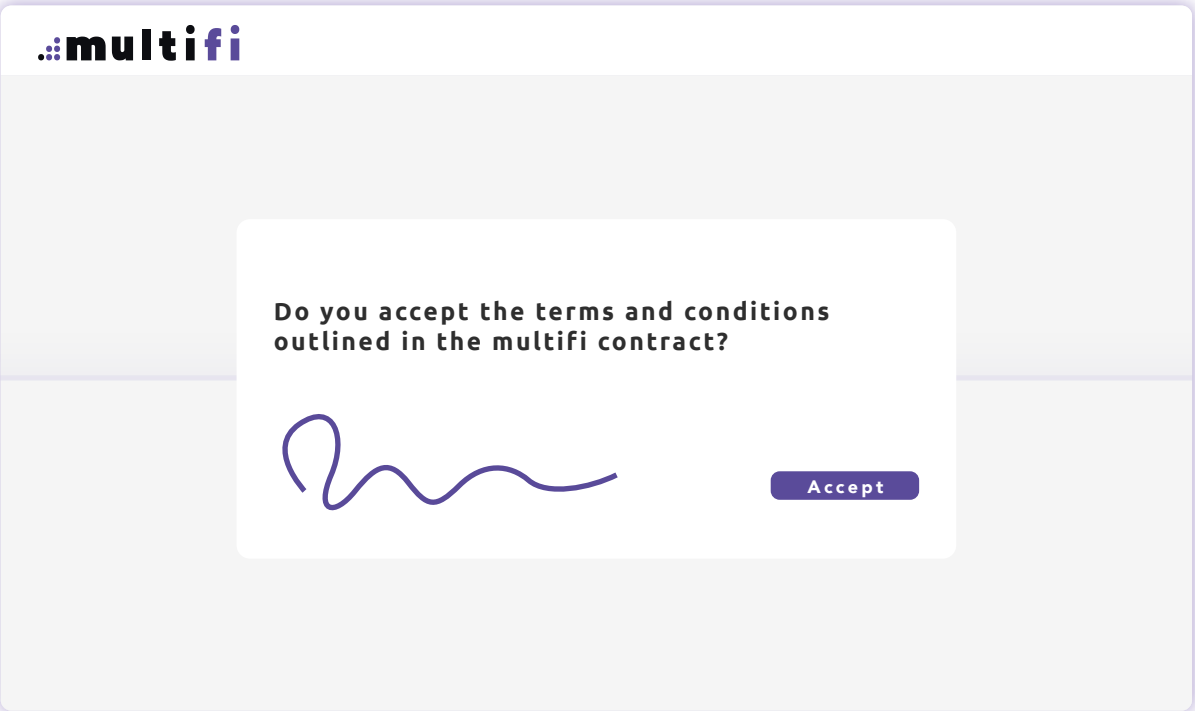 multifi
Do you accept the terms and conditions
outlined in the multifi contract?
Accept